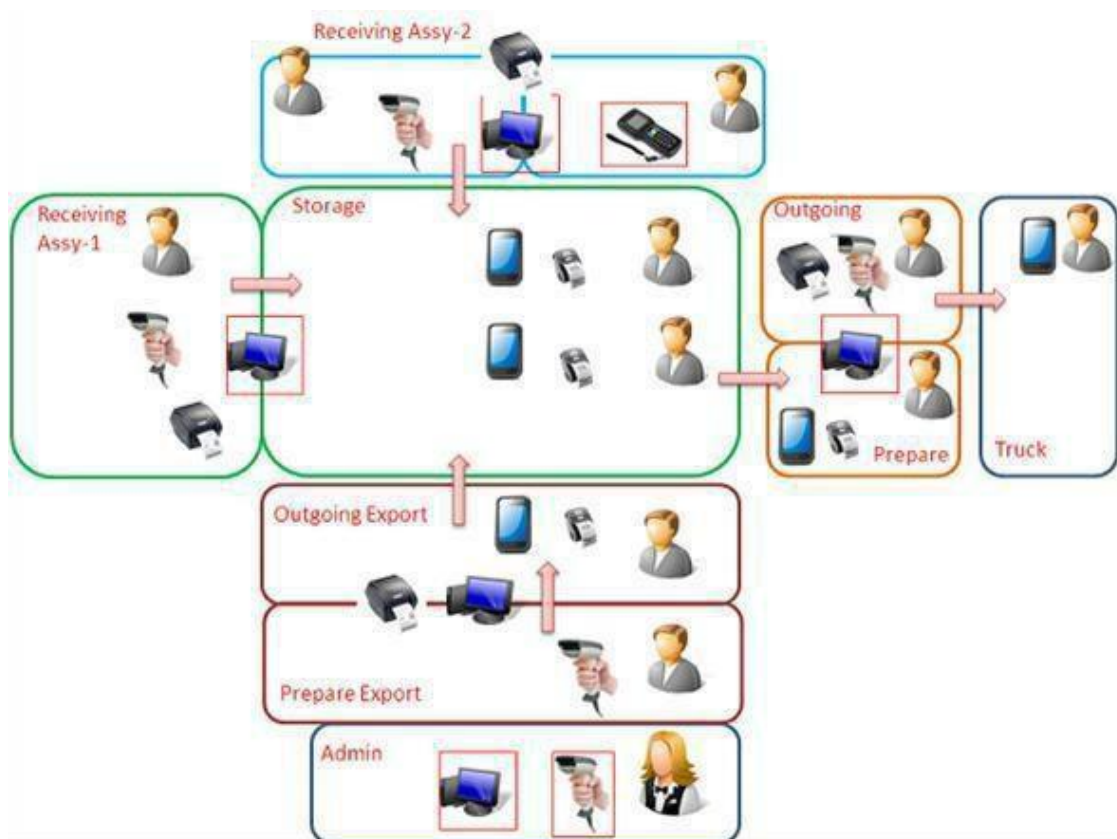 Receiving Assy-2
Receiving
Assy-1
Storage
Outgoing
Prepare
Truck
Outgoing Export
Prepare Export
Admin